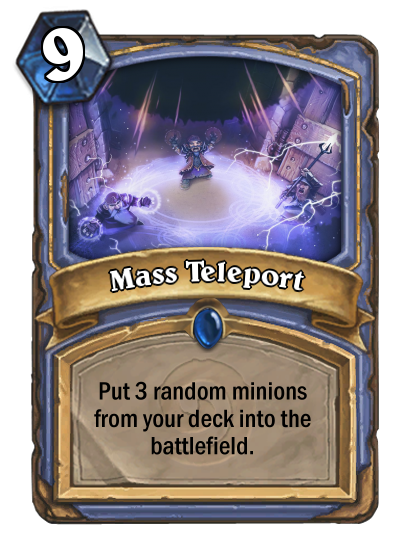 9
Mass Teleport
Put 3 random minions
from your deck into the
battlefield.